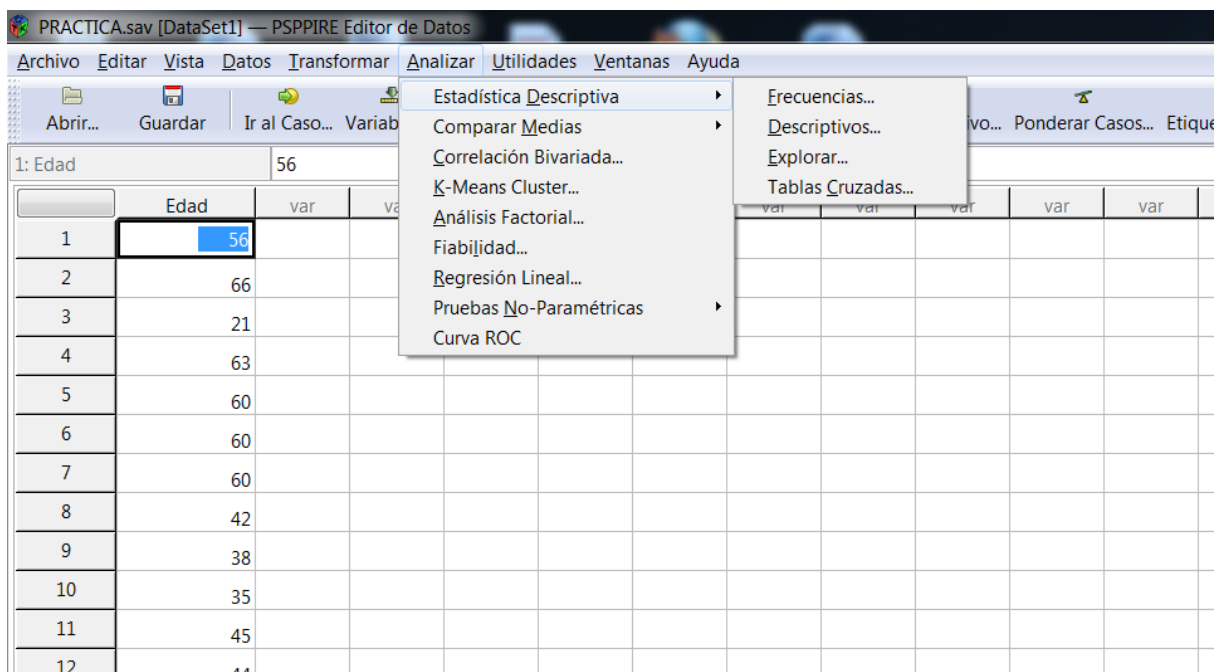 PRACTICA.sav [DataSet1] — PSPPIRE Editor de Datos
Archivo Editar Vista Datos Transformar Analizar Utilidades Ventanas Ayuda
Abrir... Guardar Ir al Caso... Ponderar Casos...
Estadística Descriptiva
Comparar Medias
Correlación Bivariada...
K-Means Cluster...
Análisis Factorial...
Fiabilidad...
Regresión Lineal...
Pruebas No-Paramétricas
Curva ROC
Frecuencias...
Descriptivos...
Explorar...
Tablas Cruzadas...
1: Edad 56
Edad var var var var var var
1 56
2 66
3 21
4 63
5 60
6 60
7 60
8 42
9 38
10 35
11 45
12